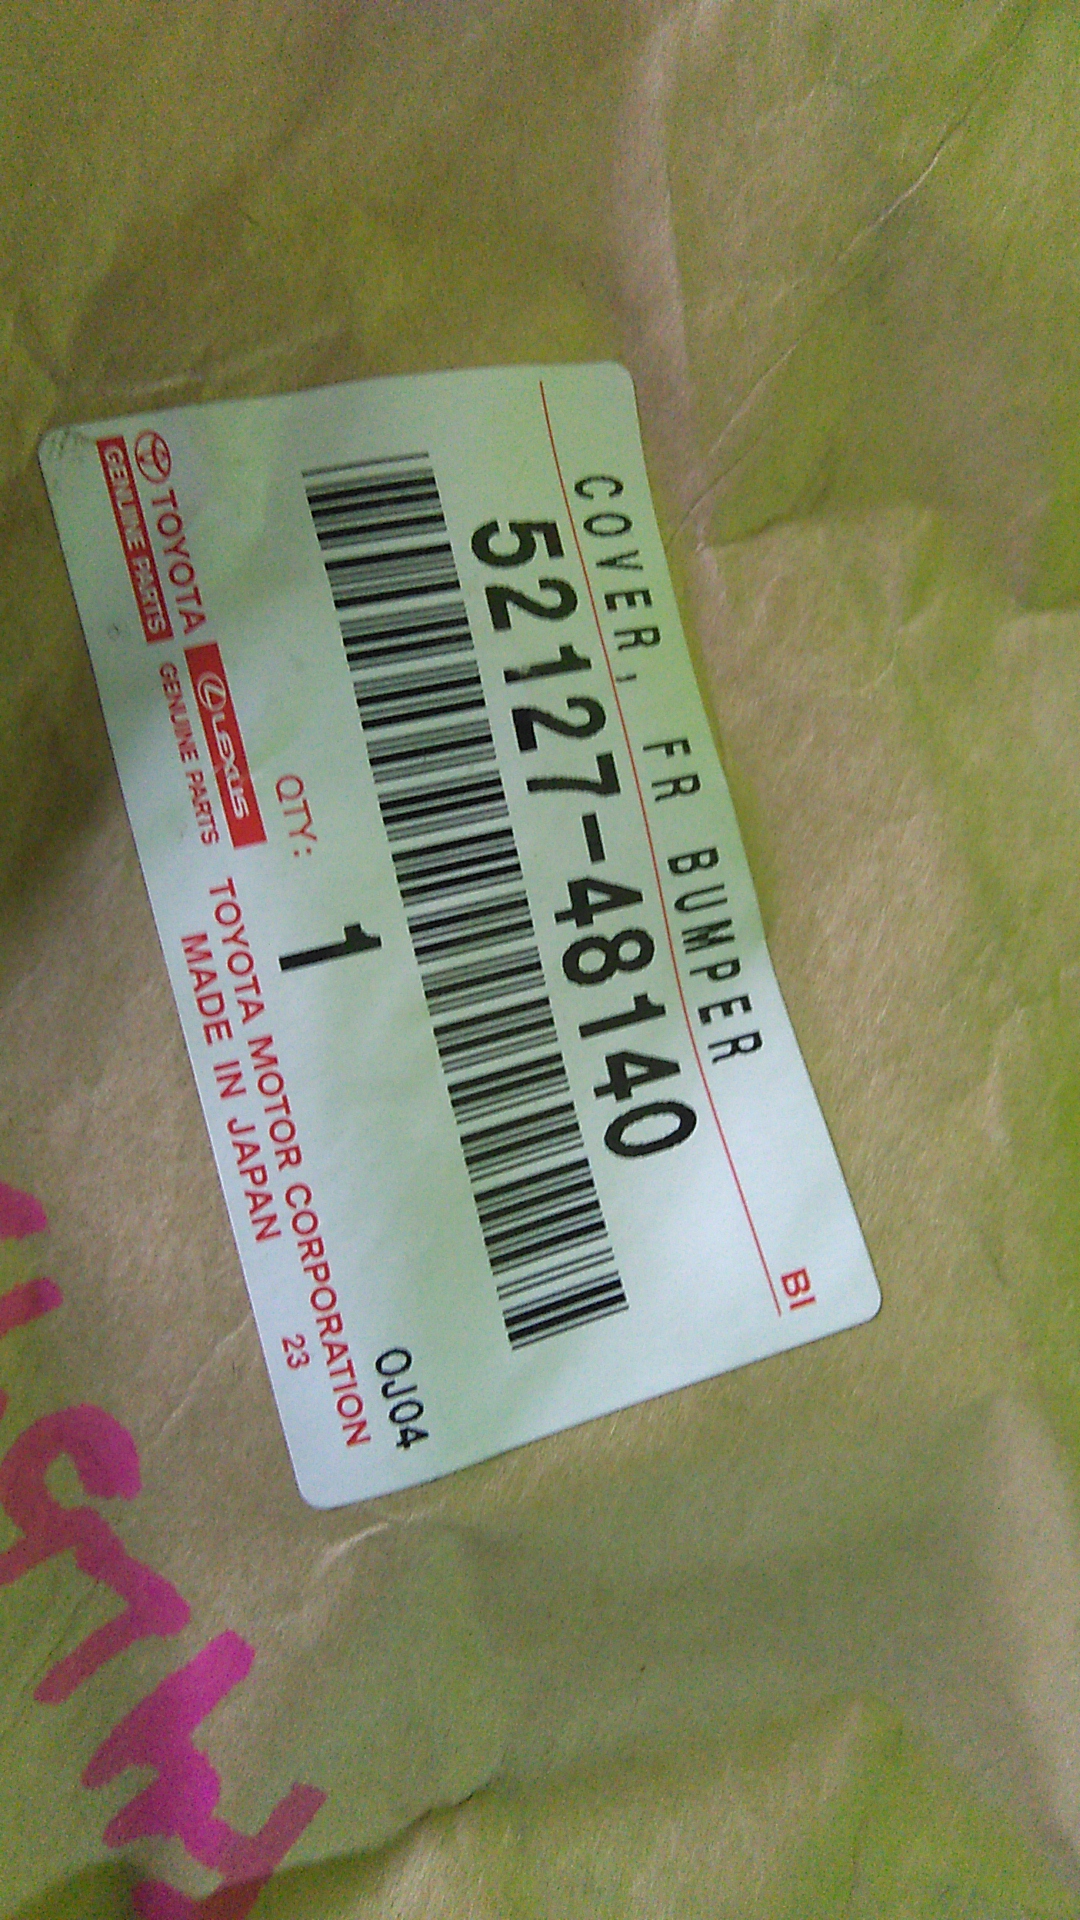 COVER, FR BUMPER
BI
52127-48140
QTY: 1
0J04
TOYOTA
GENUINE PARTS
LEXUS
GENUINE PARTS
TOYOTA MOTOR CORPORATION
MADE IN JAPAN
23